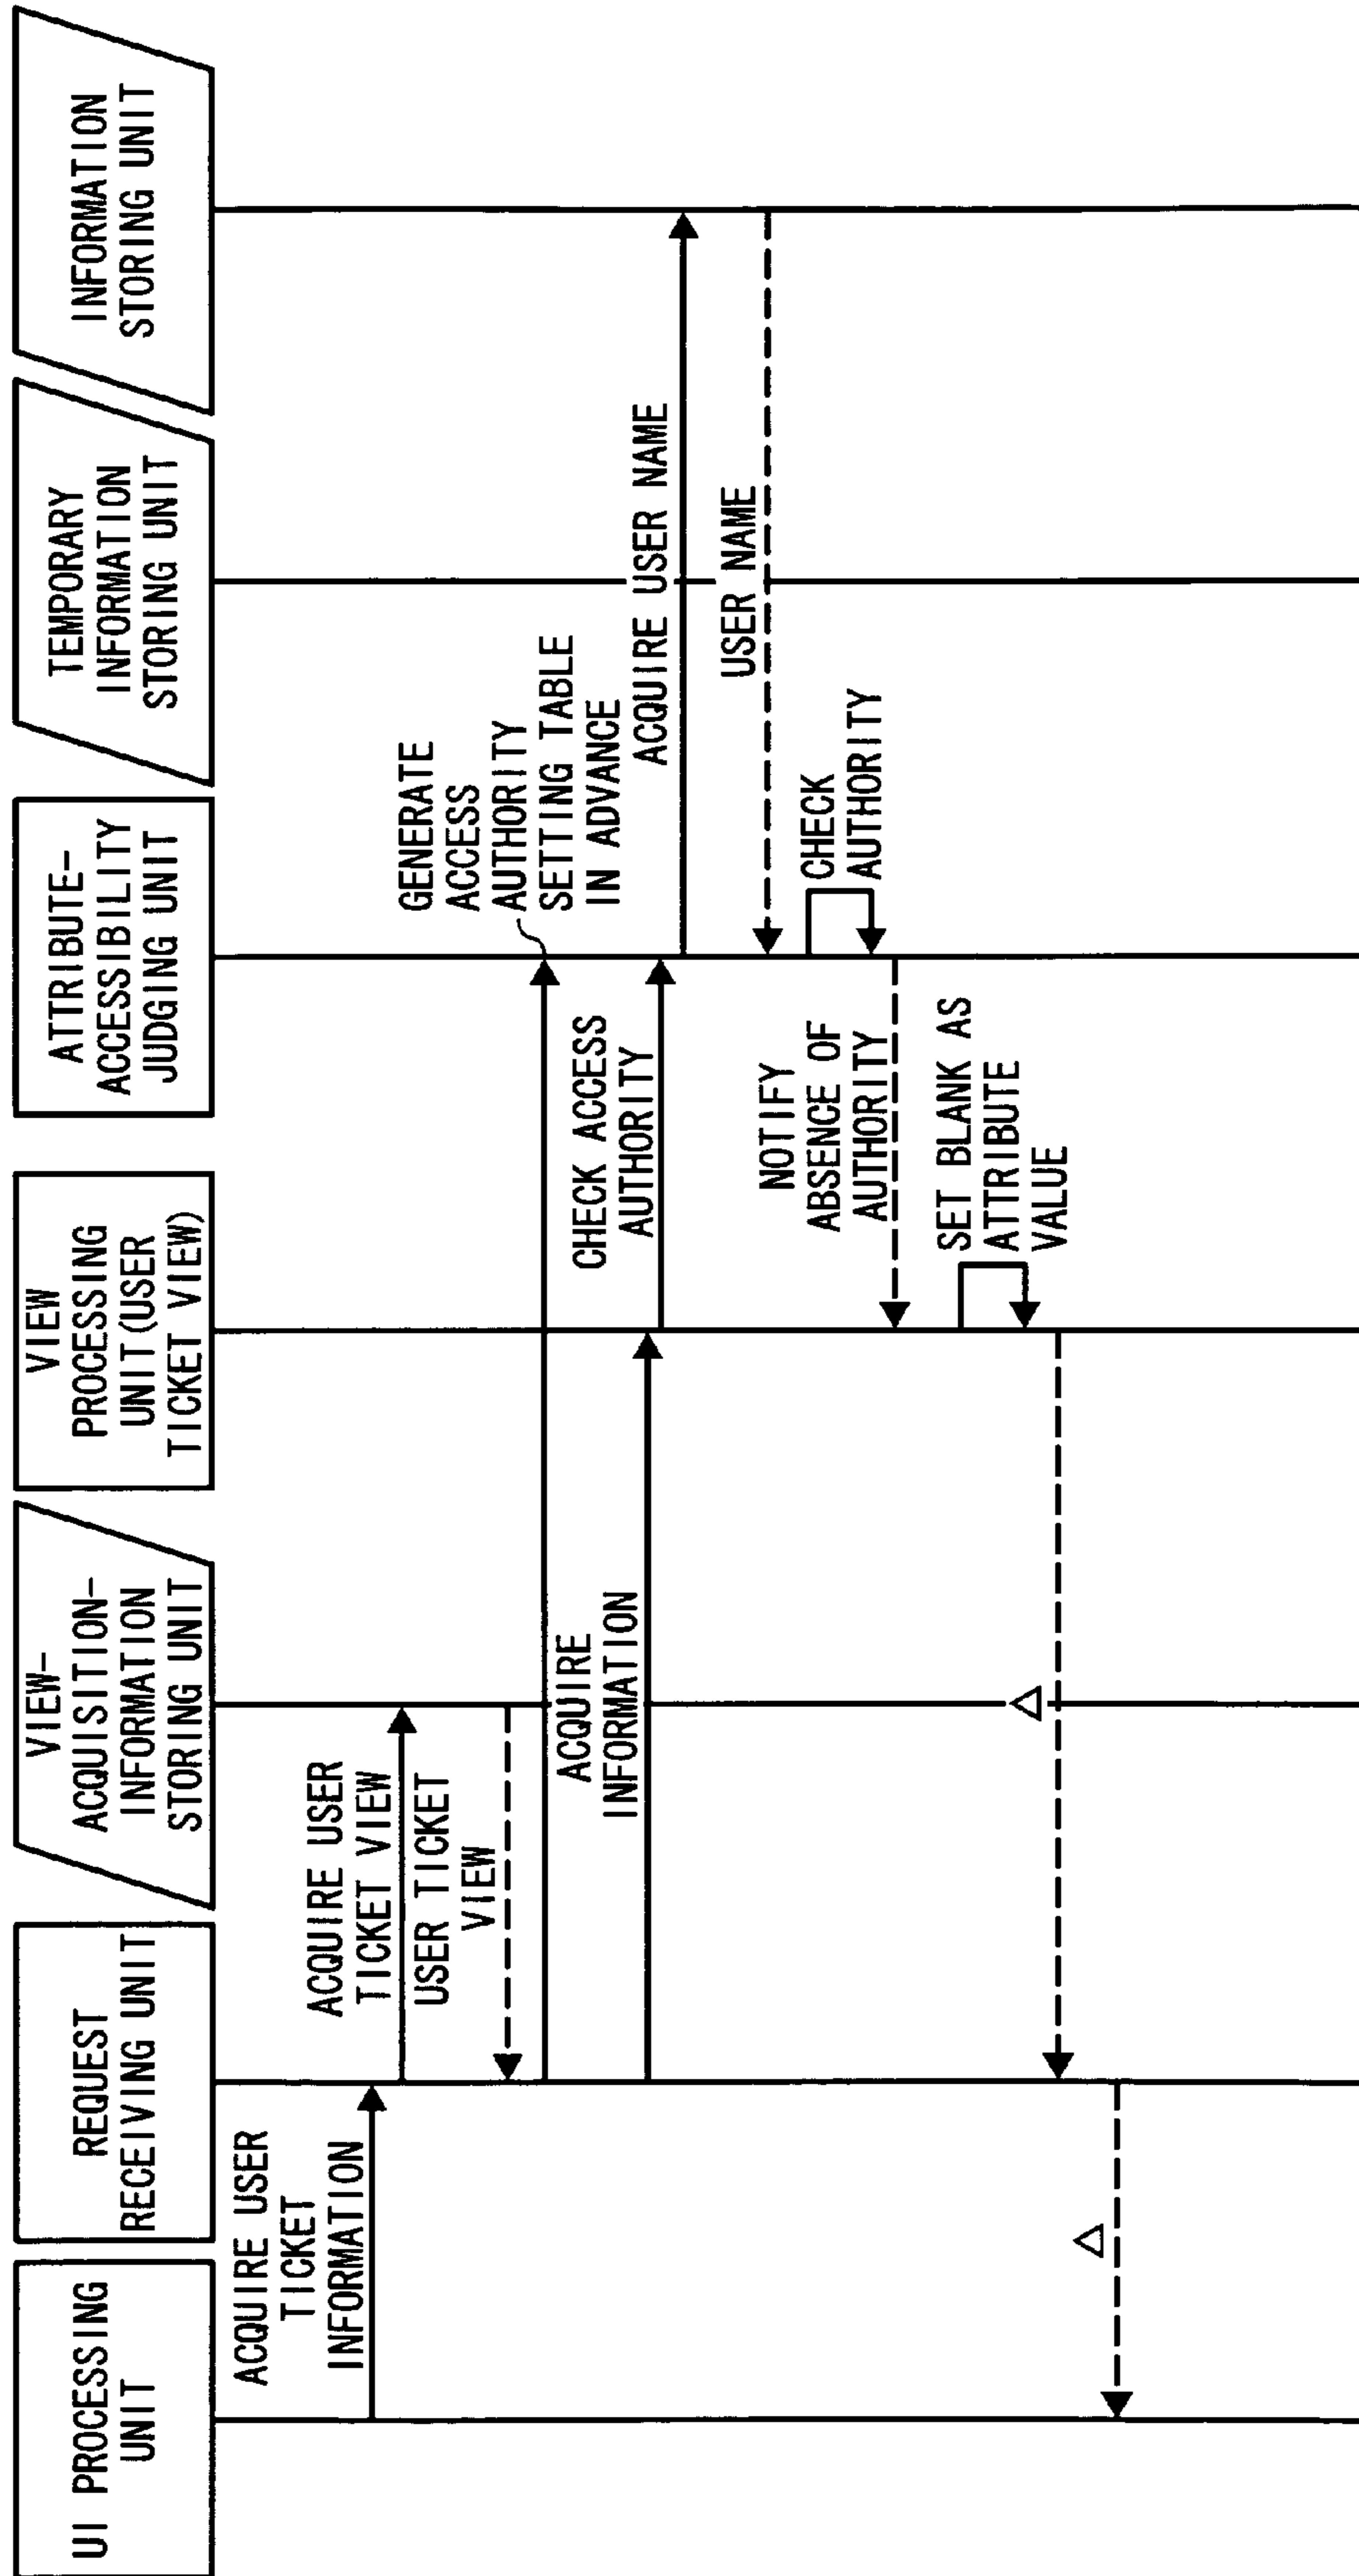 UI PROCESSING
UNIT
REQUEST
RECEIVING UNIT
VIEW-
ACQUISITION-
INFORMATION
STORING UNIT
VIEW
PROCESSING
UNIT(USER
TICKET VIEW)
ATTRIBUTE-
ACCESSIBILITY
JUDGING UNIT
TEMPORARY
INFORMATION
STORING UNIT
INFORMATION
STORING UNIT
ACQUIRE USER
TICKET
INFORMATION
ACQUIRE USER
TICKET VIEW
USER TICKET
VIEW
GENERATE
ACCESS
AUTHORITY
SETTING TABLE
IN ADVANCE
ACQUIRE
INFORMATION
CHECK ACCESS
AUTHORITY
ACQUIRE USER NAME
USER NAME
CHECK
AUTHORITY
NOTIFY
ABSENCE OF
AUTHORITY
SET BLANK AS
ATTRIBUTE
VALUE